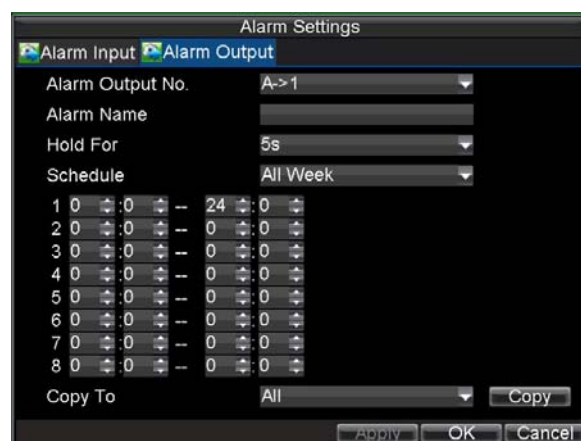 Alarm Settings
Alarm Input Alarm Output
Alarm Output No. A->1
Alarm Name
Hold For 5s
Schedule All Week
1 0 :0 -- 24 :0
2 0 :0 -- 0 :0
3 0 :0 -- 0 :0
4 0 :0 -- 0 :0
5 0 :0 -- 0 :0
6 0 :0 -- 0 :0
7 0 :0 -- 0 :0
8 0 :0 -- 0 :0
Copy To All Copy
Apply OK Cancel